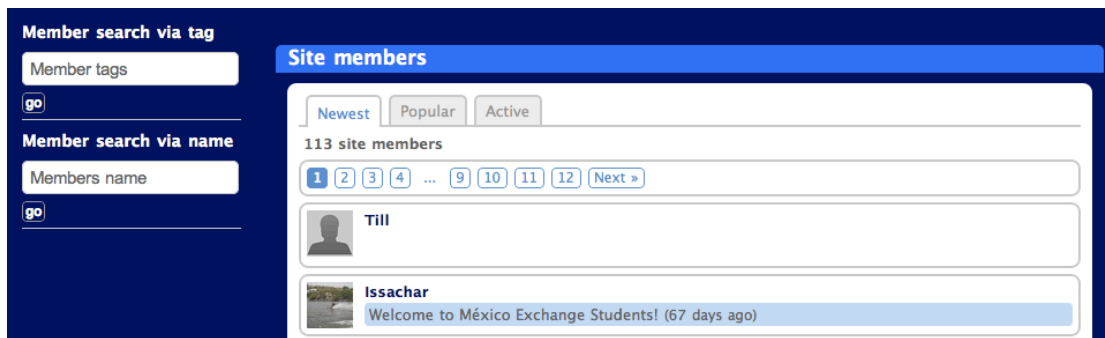 Member search via tag
Member tags
go
Member search via name
Members name
go
Site members
Newest Popular Active
113 site members
1 2 3 4 ... 9 10 11 12 Next »
Till
Issachar
Welcome to México Exchange Students! (67 days ago)